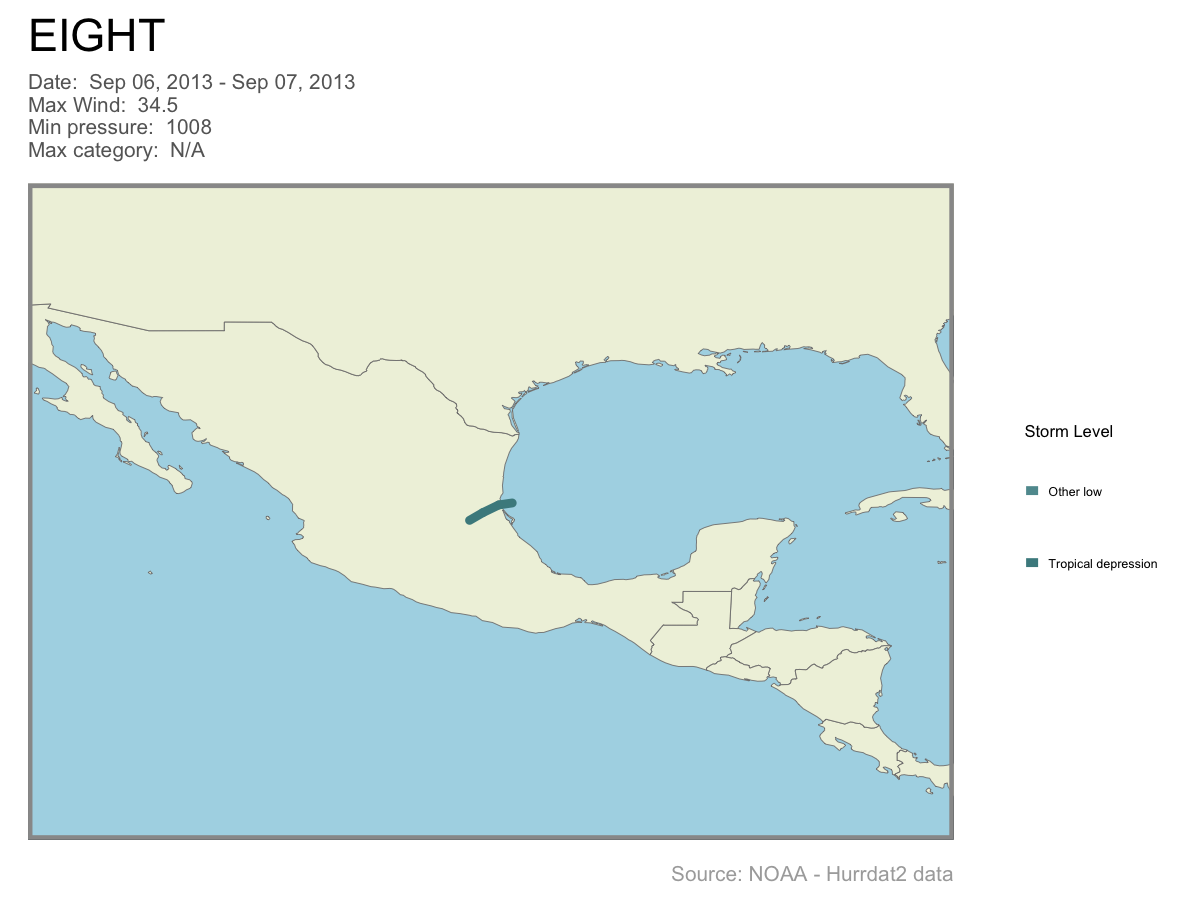 EIGHT
Date:  Sep 06, 2013 - Sep 07, 2013
Max Wind:  34.5
Min pressure:  1008
Max category:  N/A
Storm Level
Other low
Tropical depression
Source: NOAA - Hurrdat2 data